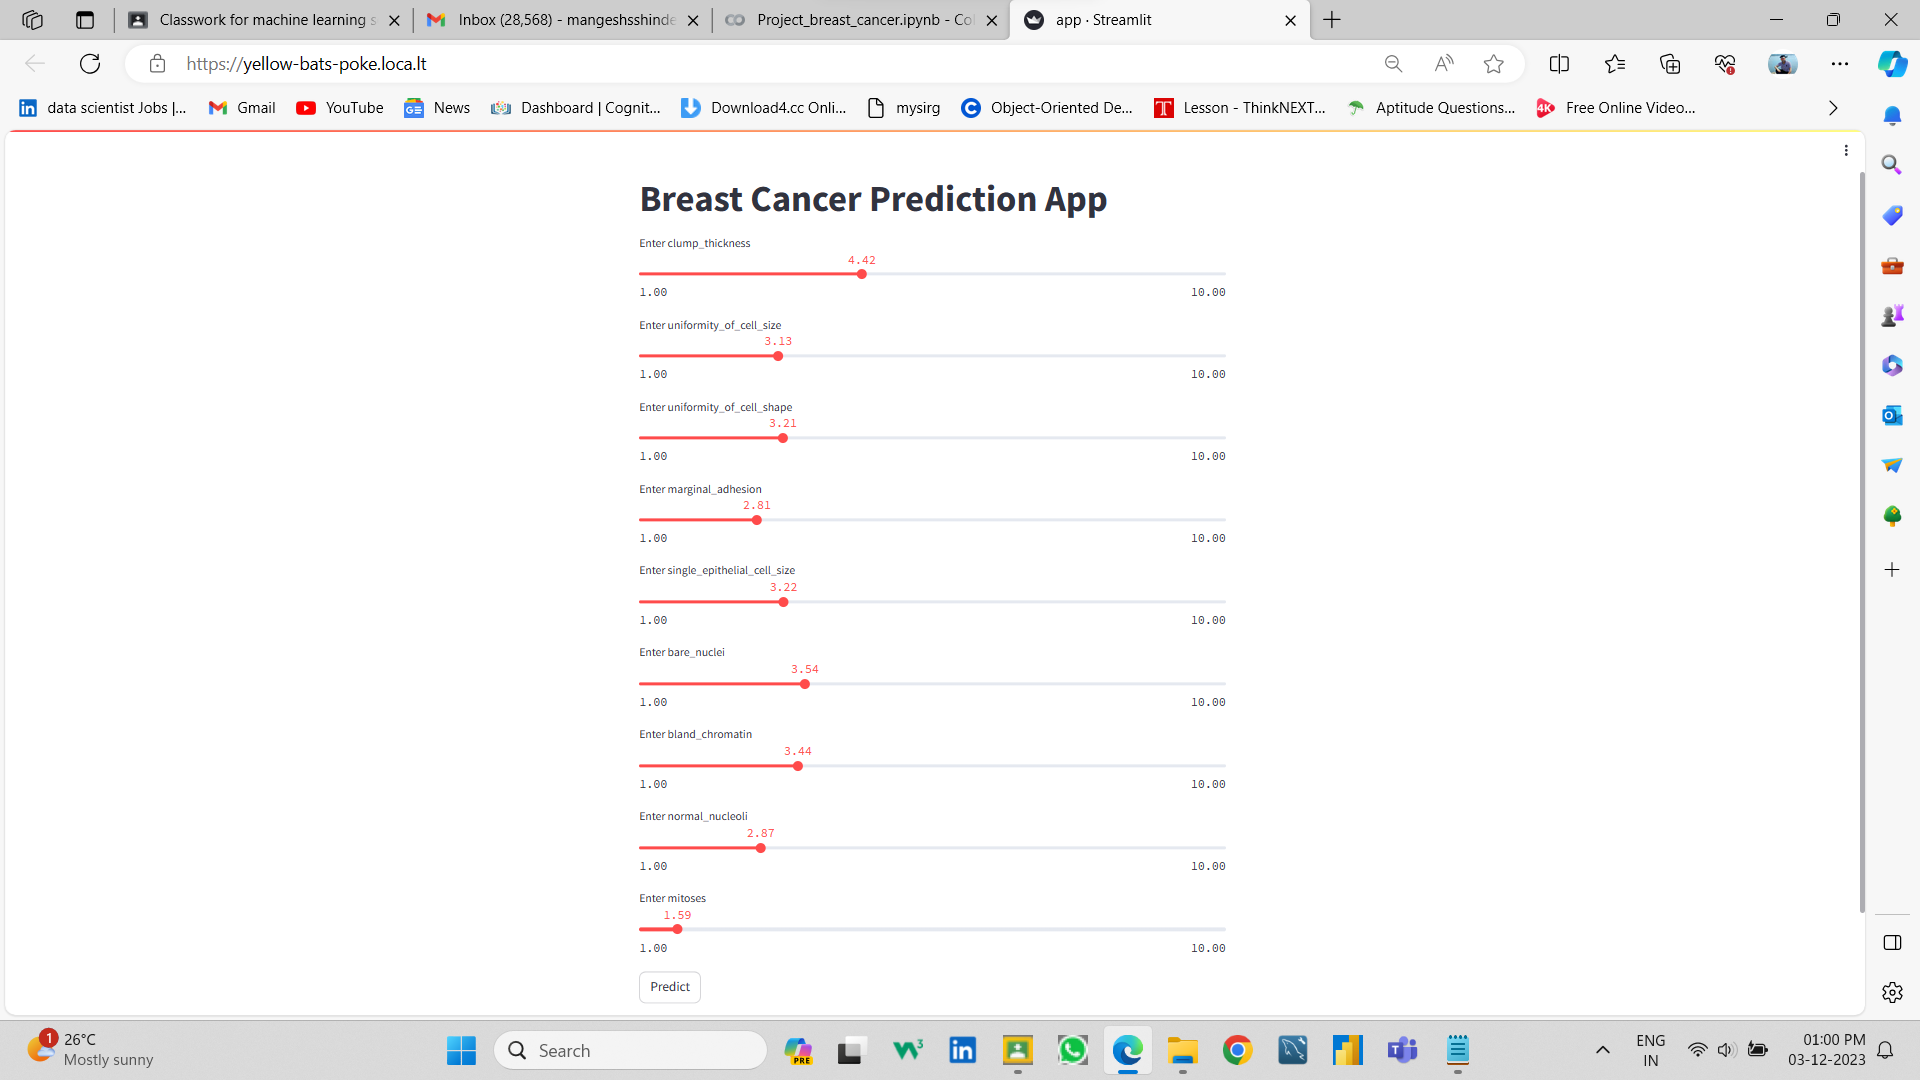 Classwork for machine learning s
Inbox (28,568) - mangeshsshinde
Project_breast_cancer.ipynb - Co
app · Streamlit
https://yellow-bats-poke.loca.lt
data scientist Jobs |...
Gmail
YouTube
News
Dashboard | Cognit...
Download4.cc Onli...
mysirg
Object-Oriented De...
Lesson - ThinkNEXT...
Aptitude Questions...
4K
Free Online Video...
Breast Cancer Prediction App
Enter clump_thickness
4.42
1.00 10.00
Enter uniformity_of_cell_size
3.13
1.00 10.00
Enter uniformity_of_cell_shape
3.21
1.00 10.00
Enter marginal_adhesion
2.81
1.00 10.00
Enter single_epithelial_cell_size
3.22
1.00 10.00
Enter bare_nuclei
3.54
1.00 10.00
Enter bland_chromatin
3.44
1.00 10.00
Enter normal_nucleoli
2.87
1.00 10.00
Enter mitoses
1.59
1.00 10.00
Predict
1
26°C
Mostly sunny
Search
PRE
ENG
IN
01:00 PM
03-12-2023